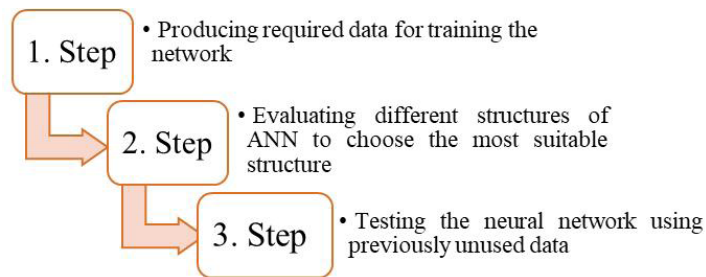 1. Step
• Producing required data for training the
network
2. Step
• Evaluating different structures of
ANN to choose the most suitable
structure
3. Step
• Testing the neural network using
previously unused data